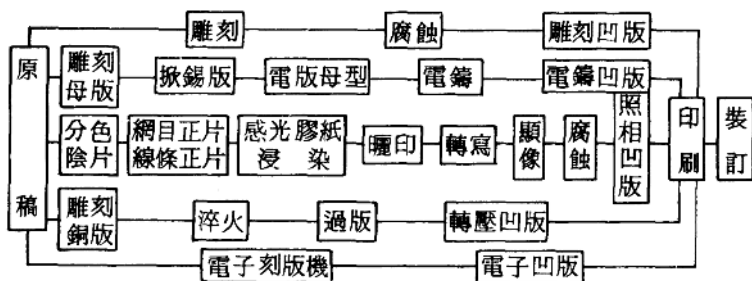 雕刻 腐蝕 雕刻凹版
原稿
雕刻
母版
掀錫版 電版母型 電鑄 電鑄凹版
分色
陰片
網目正片
線條正片
感光膠紙
浸染
曬印 轉寫
顯像
腐蝕
照相凹版
印刷
裝訂
雕刻
銅版
淬火 過版 轉壓凹版
電子刻版機 電子凹版